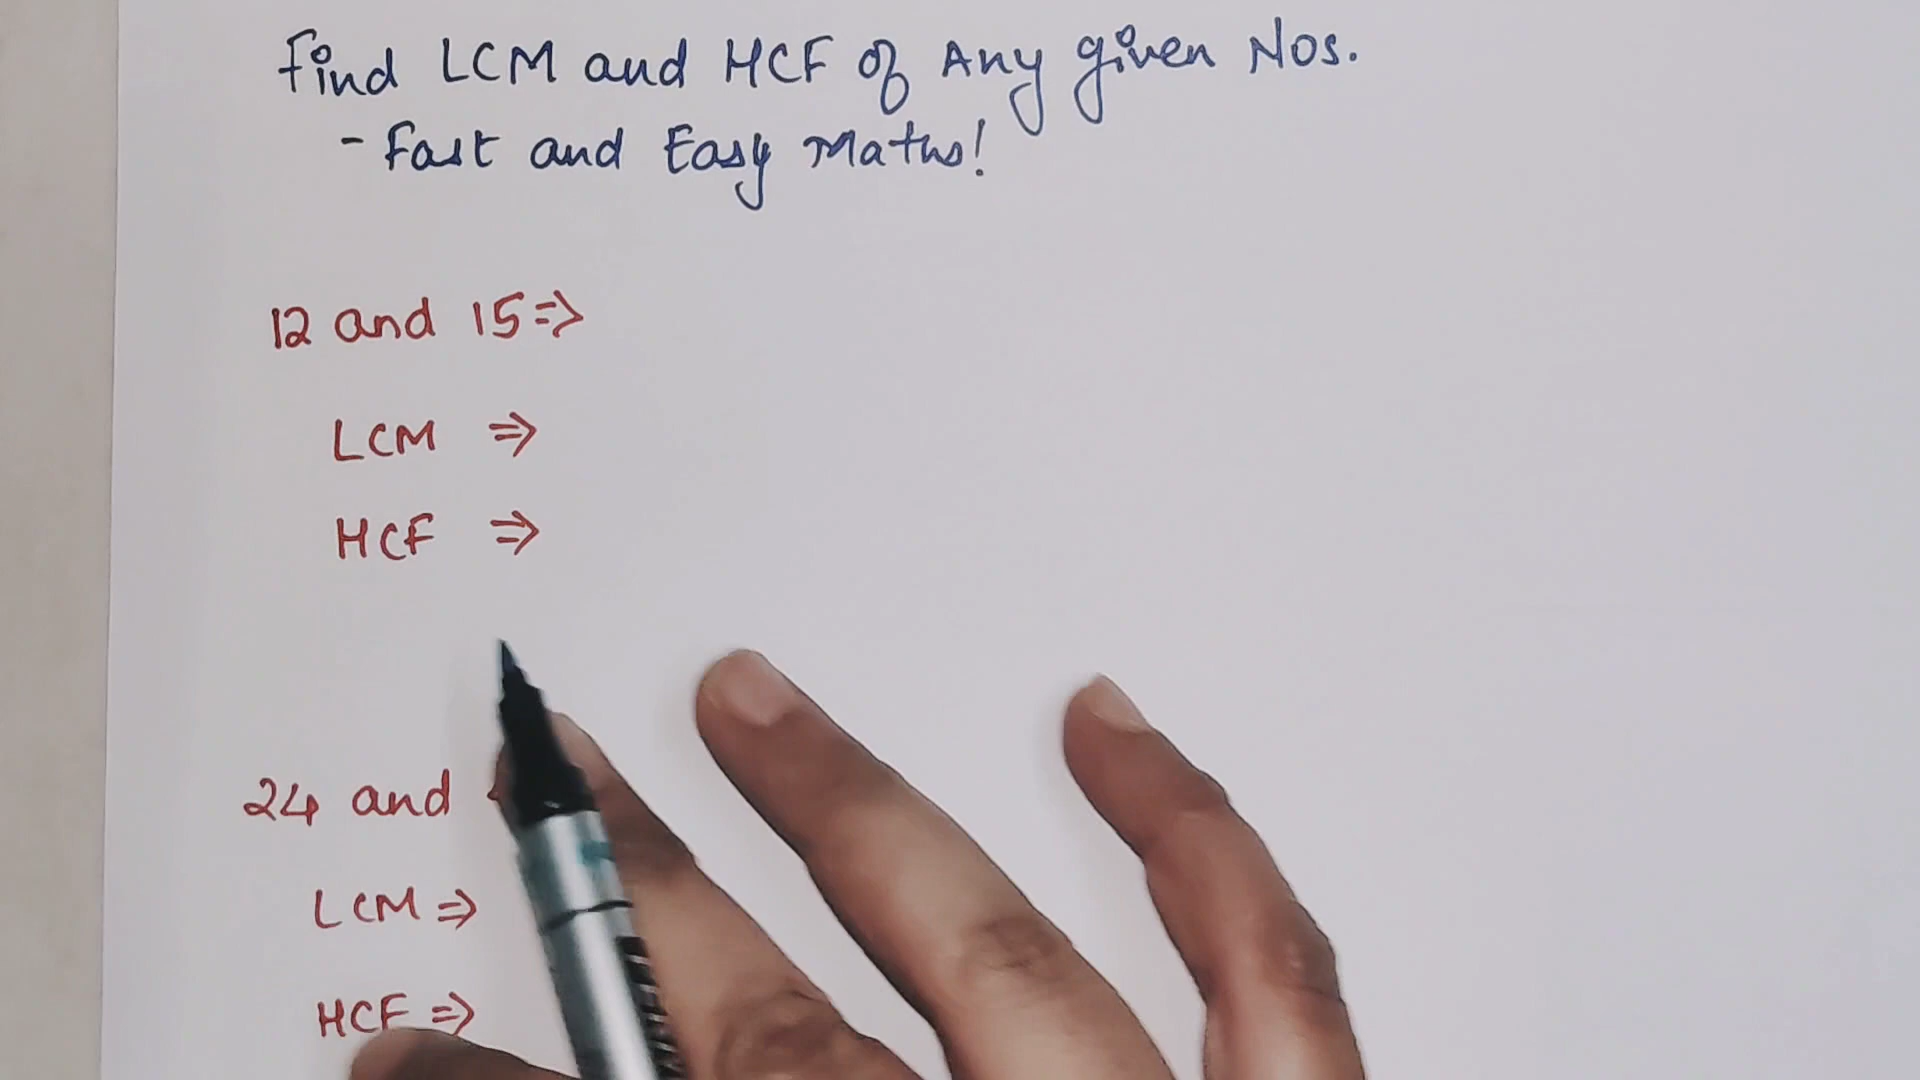 Find LCM and HCF of Any given Nos.
- Fast and Easy Maths!
12 and 15 =>
LCM =>
HCF =>
24 and
LCM =>
HCF =>